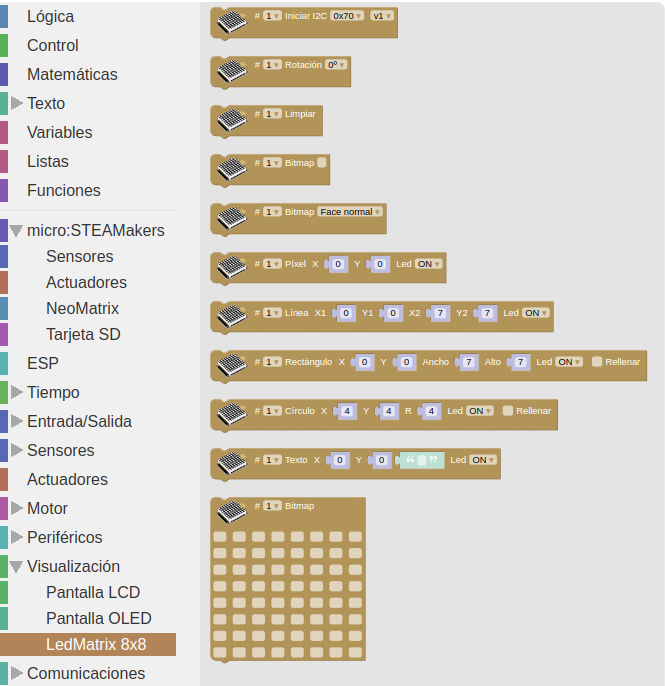 Lógica
Control
Matemáticas
Texto
Variables
Listas
Funciones
micro:STEAMakers
Sensores
Actuadores
NeoMatrix
Tarjeta SD
ESP
Tiempo
Entrada/Salida
Sensores
Actuadores
Motor
Periféricos
Visualización
Pantalla LCD
Pantalla OLED
LedMatrix 8x8
Comunicaciones
# 1 Iniciar I2C 0x70 v1
# 1 Rotación 0º
# 1 Limpiar
# 1 Bitmap
# 1 Bitmap Face normal
# 1 Píxel X 0 Y 0 Led ON
# 1 Línea X1 0 Y1 0 X2 7 Y2 7 Led ON
# 1 Rectángulo X 0 Y 0 Ancho 7 Alto 7 Led ON Rellenar
# 1 Círculo X 4 Y 4 R 4 Led ON Rellenar
# 1 Texto X 0 Y 0 “ ” Led ON
# 1 Bitmap